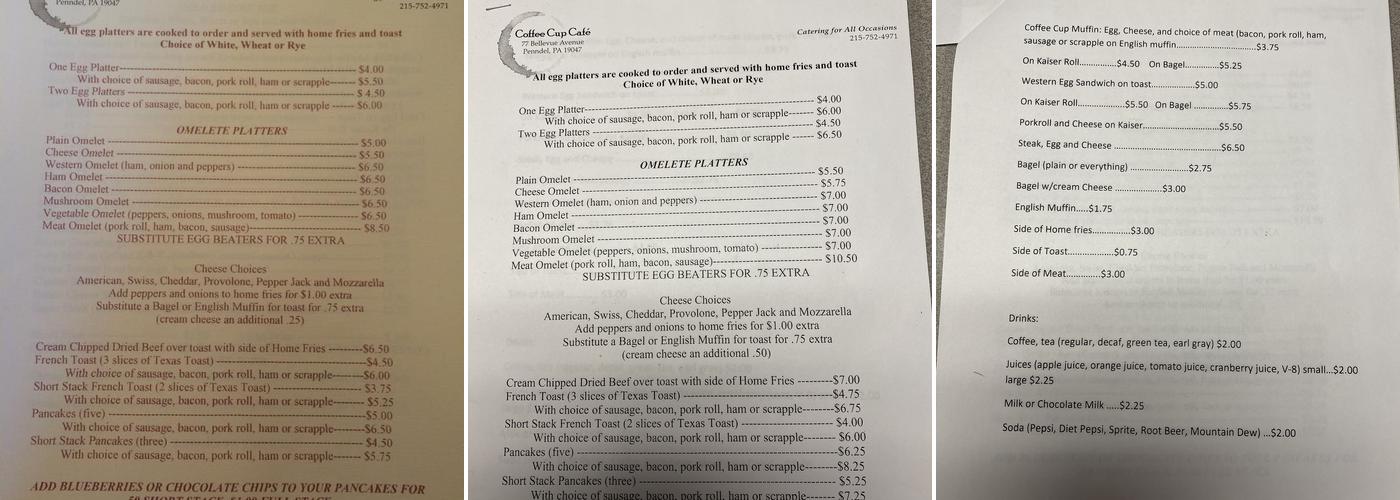 Penndel, PA 19047
215-752-4971
All egg platters are cooked to order and served with home fries and toast
Choice of White, Wheat or Rye
One Egg Platter------ $4.00
With choice of sausage, bacon, pork roll, ham or scrapple------ $5.50
Two Egg Platters ------ $ 4.50
With choice of sausage, bacon, pork roll, ham or scrapple ------ $6.00
OMELETE PLATTERS
Plain Omelet ------ $5.00
Cheese Omelet ------ $5.50
Western Omelet (ham, onion and peppers) ------ $6.50
Ham Omelet ------ $6.50
Bacon Omelet ------ $6.50
Mushroom Omelet ------ $6.50
Vegetable Omelet (peppers, onions, mushroom, tomato) ------ $6.50
Meat Omelet (pork roll, ham, bacon, sausage)------ $8.50
SUBSTITUTE EGG BEATERS FOR .75 EXTRA
Cheese Choices
American, Swiss, Cheddar, Provolone, Pepper Jack and Mozzarella
Add peppers and onions to home fries for $1.00 extra
Substitute a Bagel or English Muffin for toast for .75 extra
(cream cheese an additional .25)
Cream Chipped Dried Beef over toast with side of Home Fries ------$6.50
French Toast (3 slices of Texas Toast) ------$4.50
With choice of sausage, bacon, pork roll, ham or scrapple------$6.00
Short Stack French Toast (2 slices of Texas Toast) ------ $3.75
With choice of sausage, bacon, pork roll, ham or scrapple------ $5.25
Pancakes (five) ------$5.00
With choice of sausage, bacon, pork roll, ham or scrapple------$6.50
Short Stack Pancakes (three) ------ $4.50
With choice of sausage, bacon, pork roll, ham or scrapple------ $5.75
ADD BLUEBERRIES OR CHOCOLATE CHIPS TO YOUR PANCAKES FOR
Coffee Cup Café
77 Bellevue Avenue
Penndel, PA 19047
Catering for All Occasions
215-752-4971
All egg platters are cooked to order and served with home fries and toast
Choice of White, Wheat or Rye
One Egg Platter------ $4.00
With choice of sausage, bacon, pork roll, ham or scrapple------ $6.00
Two Egg Platters ------ $4.50
With choice of sausage, bacon, pork roll, ham or scrapple ------ $6.50
OMELETE PLATTERS
Plain Omelet ------ $5.50
Cheese Omelet ------ $5.75
Western Omelet (ham, onion and peppers) ------ $7.00
Ham Omelet ------ $7.00
Bacon Omelet ------ $7.00
Mushroom Omelet ------ $7.00
Vegetable Omelet (peppers, onions, mushroom, tomato) ------ $7.00
Meat Omelet (pork roll, ham, bacon, sausage)------ $10.50
SUBSTITUTE EGG BEATERS FOR .75 EXTRA
Cheese Choices
American, Swiss, Cheddar, Provolone, Pepper Jack and Mozzarella
Add peppers and onions to home fries for $1.00 extra
Substitute a Bagel or English Muffin for toast for .75 extra
(cream cheese an additional .50)
Cream Chipped Dried Beef over toast with side of Home Fries ------$7.00
French Toast (3 slices of Texas Toast) ------$4.75
With choice of sausage, bacon, pork roll, ham or scrapple------$6.75
Short Stack French Toast (2 slices of Texas Toast) ------ $4.00
With choice of sausage, bacon, pork roll, ham or scrapple------ $6.00
Pancakes (five) ------$6.25
With choice of sausage, bacon, pork roll, ham or scrapple------$8.25
Short Stack Pancakes (three) ------ $5.25
With choice of sausage, bacon, pork roll, ham or scrapple------ $7.25
Coffee Cup Muffin: Egg, Cheese, and choice of meat (bacon, pork roll, ham,
sausage or scrapple on English muffin......$3.75
On Kaiser Roll......$4.50 On Bagel......$5.25
Western Egg Sandwich on toast......$5.00
On Kaiser Roll......$5.50 On Bagel ......$5.75
Porkroll and Cheese on Kaiser......$5.50
Steak, Egg and Cheese ......$6.50
Bagel (plain or everything) ......$2.75
Bagel w/cream Cheese ......$3.00
English Muffin.....$1.75
Side of Home fries......$3.00
Side of Toast......$0.75
Side of Meat......$3.00
Drinks:
Coffee, tea (regular, decaf, green tea, earl gray) $2.00
Juices (apple juice, orange juice, tomato juice, cranberry juice, V-8) small...$2.00
large $2.25
Milk or Chocolate Milk .....$2.25
Soda (Pepsi, Diet Pepsi, Sprite, Root Beer, Mountain Dew) ...$2.00